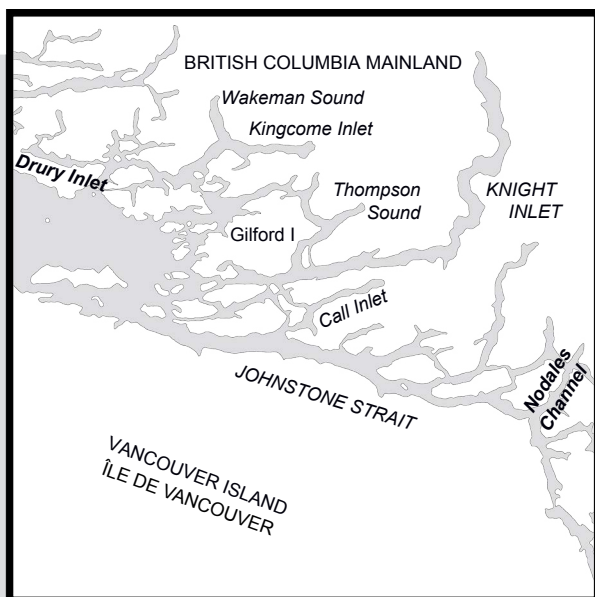 BRITISH COLUMBIA MAINLAND
Wakeman Sound
Kingcome Inlet
Drury Inlet
Thompson
Sound
KNIGHT
INLET
Gilford I
Call Inlet
Nodales
Channel
JOHNSTONE STRAIT
VANCOUVER ISLAND
ÎLE DE VANCOUVER